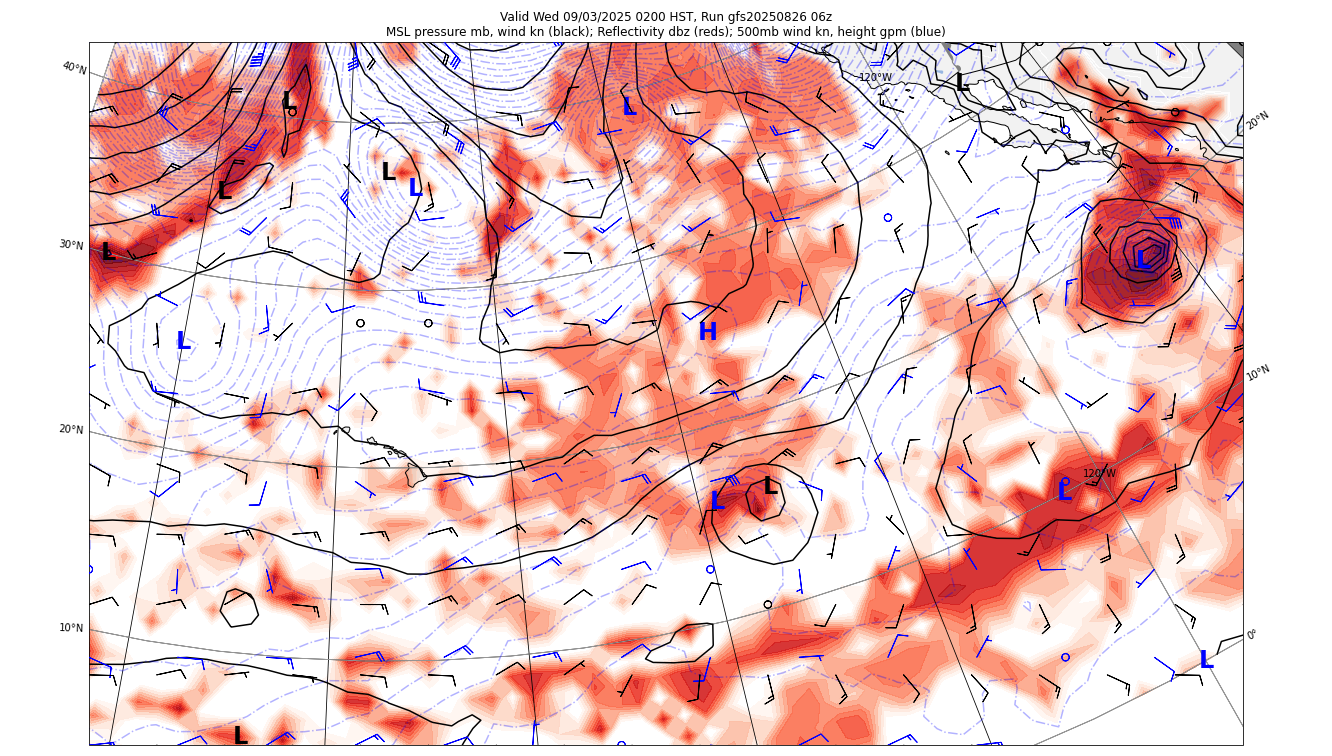 Valid Wed 09/03/2025 0200 HST, Run gfs20250826 06z
MSL pressure mb, wind kn (black); Reflectivity dbz (reds); 500mb wind kn, height gpm (blue)
40°N
120°W
L
L
L
20°N
L
L
L
30°N
L
L
H
L
10°N
20°N
120°W
L
L
L
10°N
0°
L
L